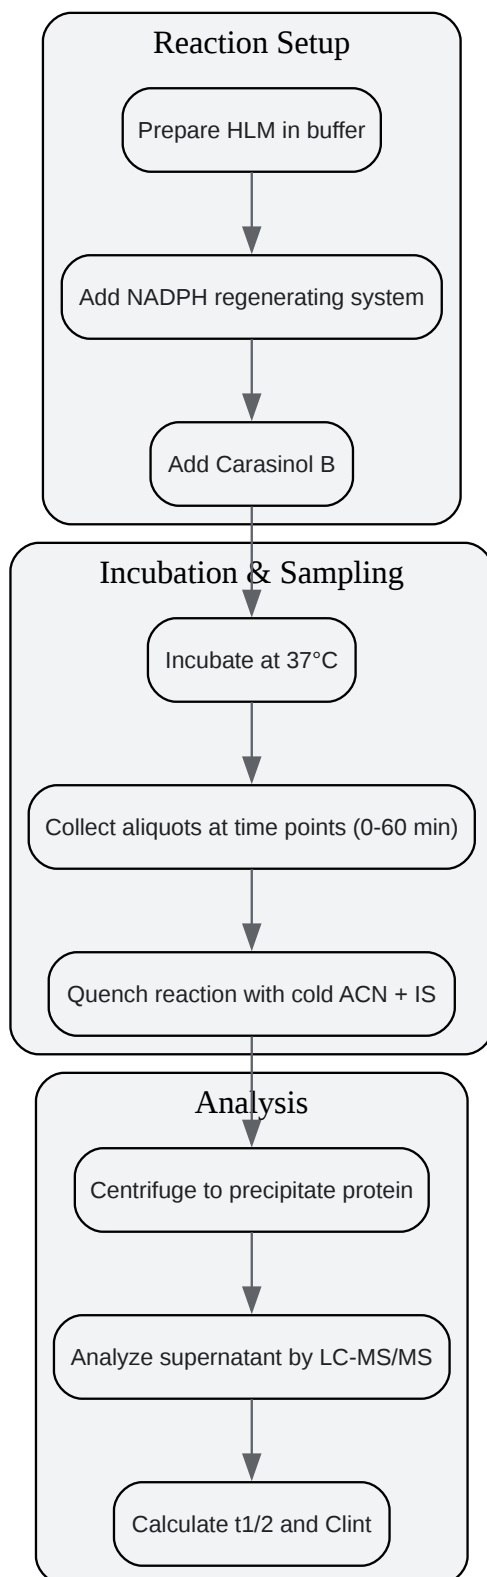 Reaction Setup
Prepare HLM in buffer
Add NADPH regenerating system
Add Carasinol B
Incubation & Sampling
Incubate at 37°C
Collect aliquots at time points (0-60 min)
Quench reaction with cold ACN + IS
Analysis
Centrifuge to precipitate protein
Analyze supernatant by LC-MS/MS
Calculate t1/2 and Clint